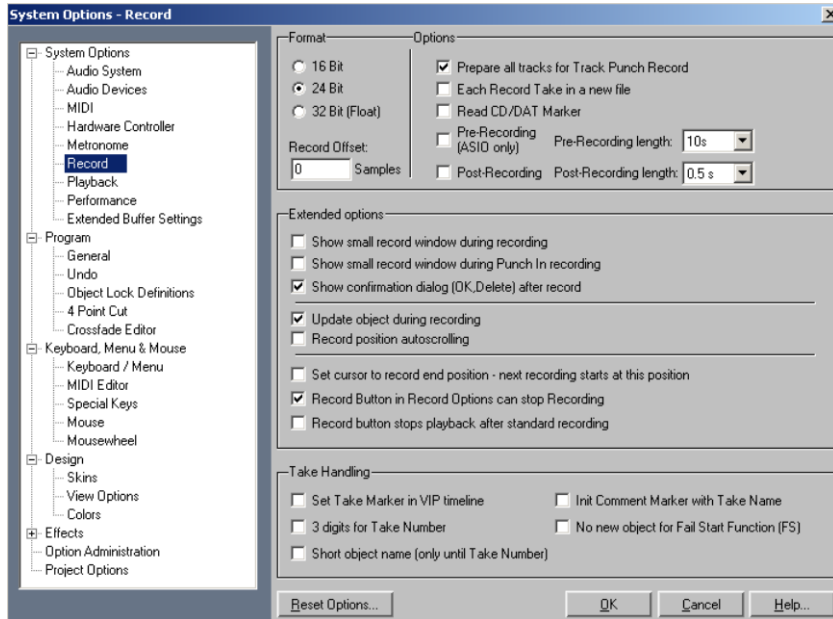 System Options - Record
System Options
Audio System
Audio Devices
MIDI
Hardware Controller
Metronome
Record
Playback
Performance
Extended Buffer Settings
Program
General
Undo
Object Lock Definitions
4 Point Cut
Crossfade Editor
Keyboard, Menu & Mouse
Keyboard / Menu
MIDI Editor
Special Keys
Mouse
Mousewheel
Design
Skins
View Options
Colors
Effects
Option Administration
Project Options
Format
16 Bit
24 Bit
32 Bit (Float)
Record Offset:
0 Samples
Options
Prepare all tracks for Track Punch Record
Each Record Take in a new file
Read CD/DAT Marker
Pre-Recording
(ASIO only)
Pre-Recording length: 10s
Post-Recording Post-Recording length: 0.5 s
Extended options
Show small record window during recording
Show small record window during Punch In recording
Show confirmation dialog (OK,Delete) after record
Update object during recording
Record position autoscrolling
Set cursor to record end position - next recording starts at this position
Record Button in Record Options can stop Recording
Record button stops playback after standard recording
Take Handling
Set Take Marker in VIP timeline
Init Comment Marker with Take Name
3 digits for Take Number
No new object for Fail Start Function (FS)
Short object name (only until Take Number)
Reset Options... OK Cancel Help...